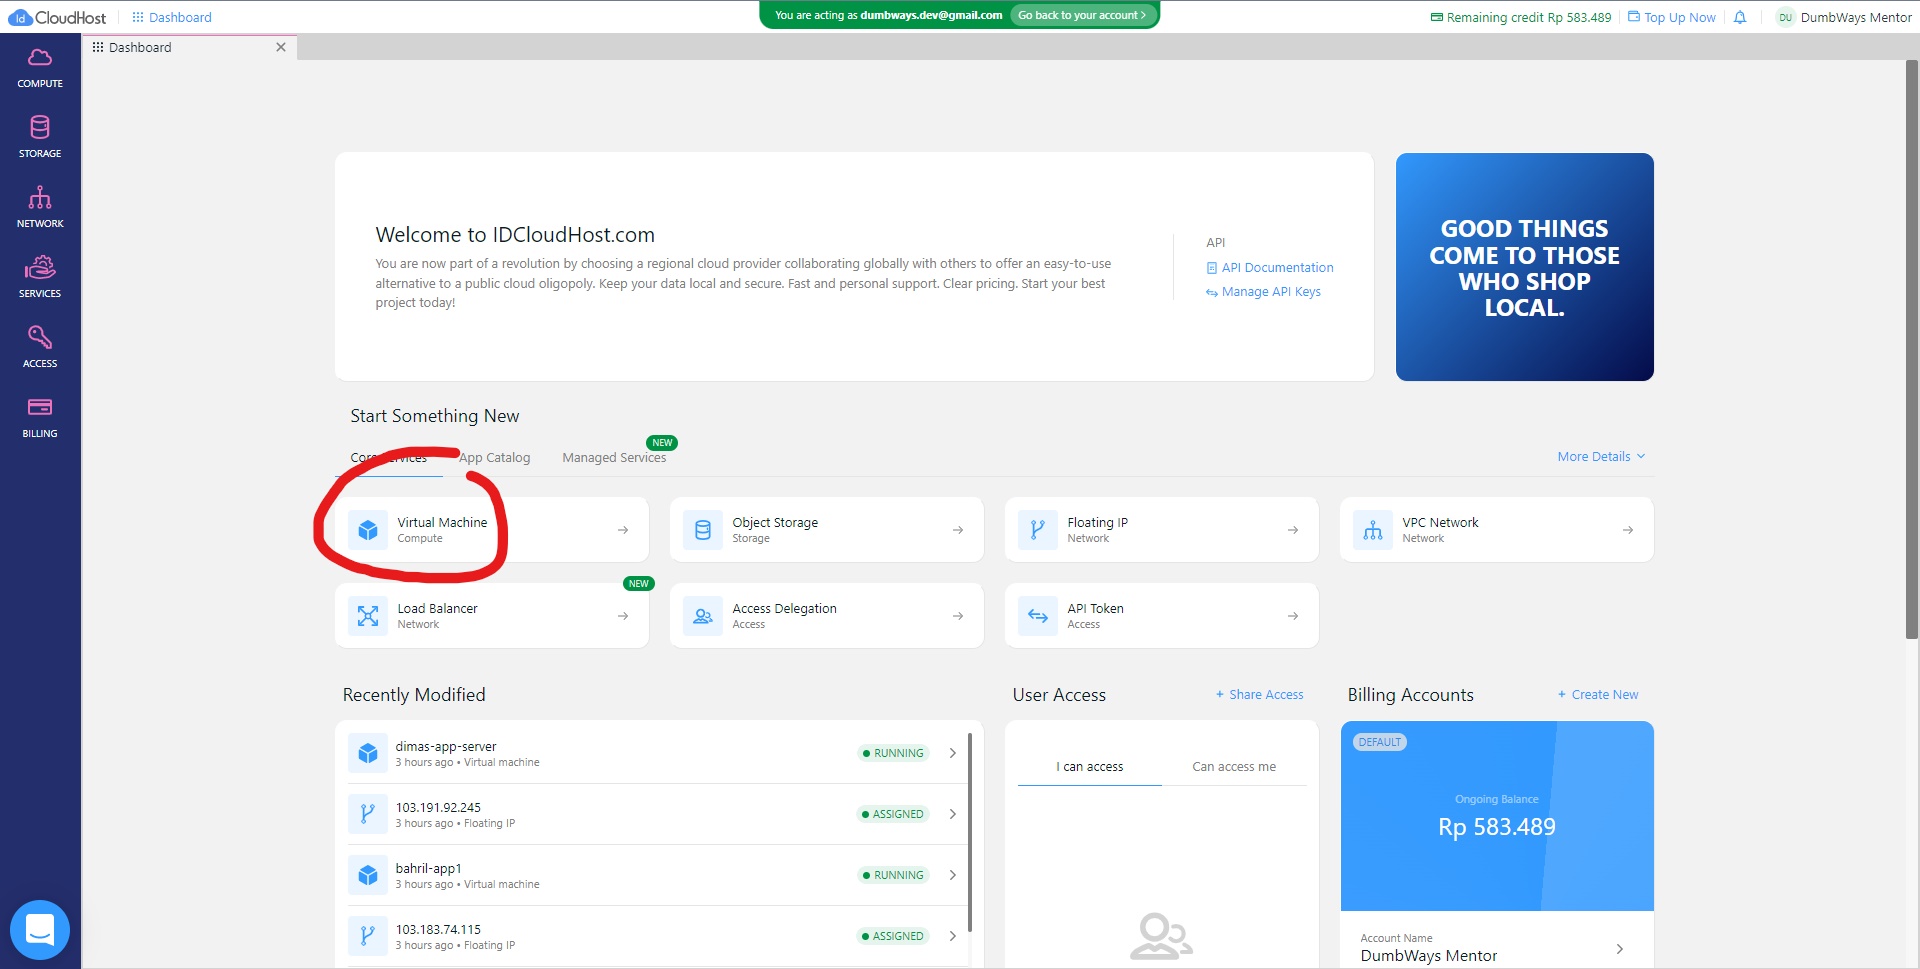 Id CloudHost
Dashboard
You are acting as dumbways.dev@gmail.com
Go back to your account >
Remaining credit Rp 583.489
Top Up Now
DU
DumbWays Mentor
Dashboard
COMPUTE
STORAGE
NETWORK
SERVICES
ACCESS
BILLING
Welcome to IDCloudHost.com
You are now part of a revolution by choosing a regional cloud provider collaborating globally with others to offer an easy-to-use
alternative to a public cloud oligopoly. Keep your data local and secure. Fast and personal support. Clear pricing. Start your best
project today!
API
API Documentation
Manage API Keys
GOOD THINGS
COME TO THOSE
WHO SHOP
LOCAL.
Start Something New
Core Services
App Catalog
Managed Services
NEW
More Details
Virtual Machine
Compute
Object Storage
Storage
Floating IP
Network
VPC Network
Network
NEW
Load Balancer
Network
Access Delegation
Access
API Token
Access
Recently Modified
dimas-app-server
3 hours ago • Virtual machine
RUNNING
103.191.92.245
3 hours ago • Floating IP
ASSIGNED
bahril-app1
3 hours ago • Virtual machine
RUNNING
103.183.74.115
3 hours ago • Floating IP
ASSIGNED
User Access
+ Share Access
I can access
Can access me
Billing Accounts
+ Create New
DEFAULT
Ongoing Balance
Rp 583.489
Account Name
DumbWays Mentor